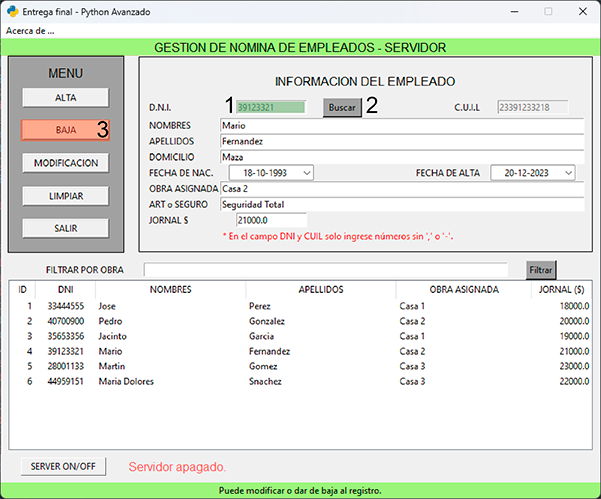 Entrega final - Python Avanzado
Acerca de ...
GESTION DE NOMINA DE EMPLEADOS - SERVIDOR
MENU
ALTA
BAJA 3
MODIFICACION
LIMPIAR
SALIR
INFORMACION DEL EMPLEADO
D.N.I. 1 39123321 Buscar 2 C.U.I.L 23391233218
NOMBRES Mario
APELLIDOS Fernandez
DOMICILIO Maza
FECHA DE NAC. 18-10-1993 FECHA DE ALTA 20-12-2023
OBRA ASIGNADA Casa 2
ART o SEGURO Seguridad Total
JORNAL $ 21000.0
* En el campo DNI y CUIL solo ingrese números sin ',' o '-'.
FILTRAR POR OBRA Filtrar
ID DNI NOMBRES APELLIDOS OBRA ASIGNADA JORNAL ($)
1 33444555 Jose Perez Casa 1 18000.0
2 40700900 Pedro Gonzalez Casa 2 20000.0
3 35653356 Jacinto Garcia Casa 1 19000.0
4 39123321 Mario Fernandez Casa 2 21000.0
5 28001133 Martin Gomez Casa 3 23000.0
6 44959151 Maria Dolores Snachez Casa 3 22000.0
SERVER ON/OFF Servidor apagado.
Puede modificar o dar de baja al registro.